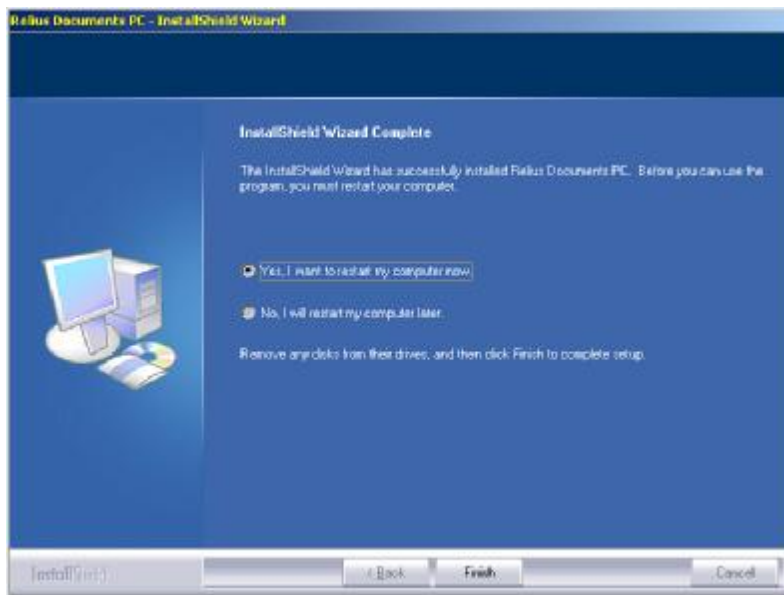 Relius Documents PC - InstallShield Wizard
InstallShield Wizard Complete
The InstallShield Wizard has successfully installed Relius Documents PC. Before you can use the
program, you must restart your computer.
Yes, I want to restart my computer now.
No, I will restart my computer later.
Remove any disks from their drives, and then click Finish to complete setup.
InstallShield
< Back
Finish
Cancel